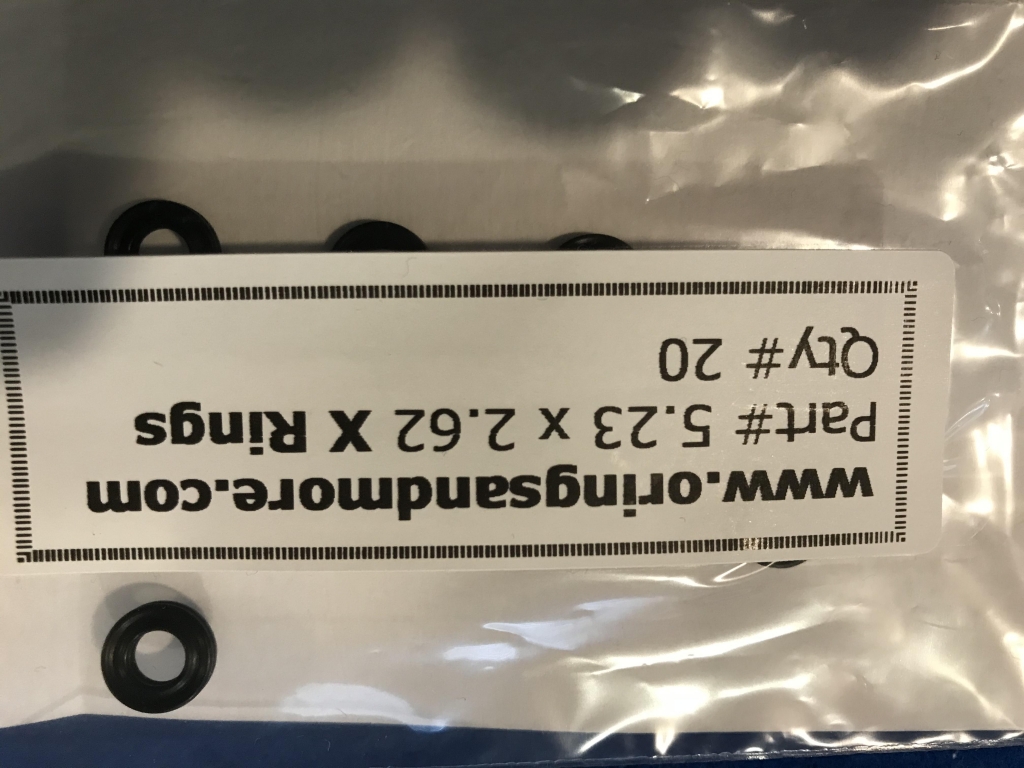 www.oringsandmore.com
Part# 5.23 x 2.62 X Rings
Qty # 20